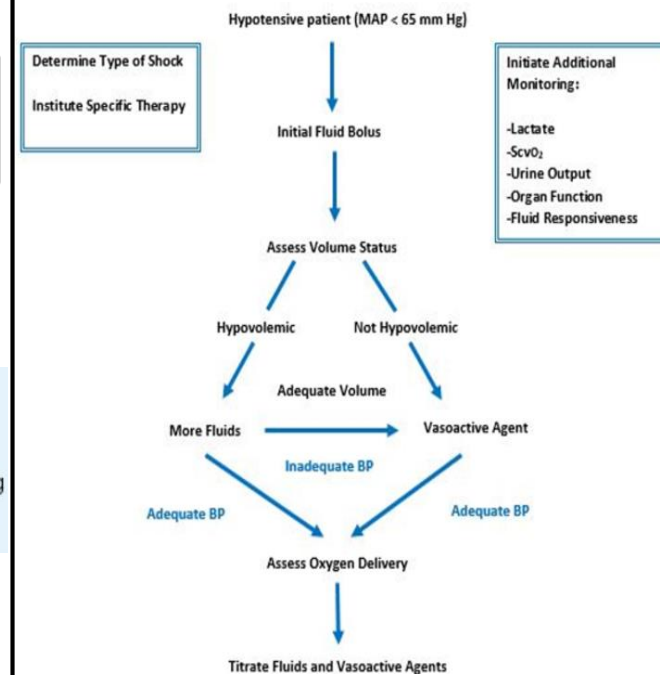 Hypotensive patient (MAP < 65 mm Hg)
Determine Type of Shock
Institute Specific Therapy
Initiate Additional
Monitoring:
-Lactate
-ScvO₂
-Urine Output
-Organ Function
-Fluid Responsiveness
Initial Fluid Bolus
Assess Volume Status
Hypovolemic
Not Hypovolemic
Adequate Volume
More Fluids
Vasoactive Agent
Inadequate BP
Adequate BP
Adequate BP
Assess Oxygen Delivery
Titrate Fluids and Vasoactive Agents